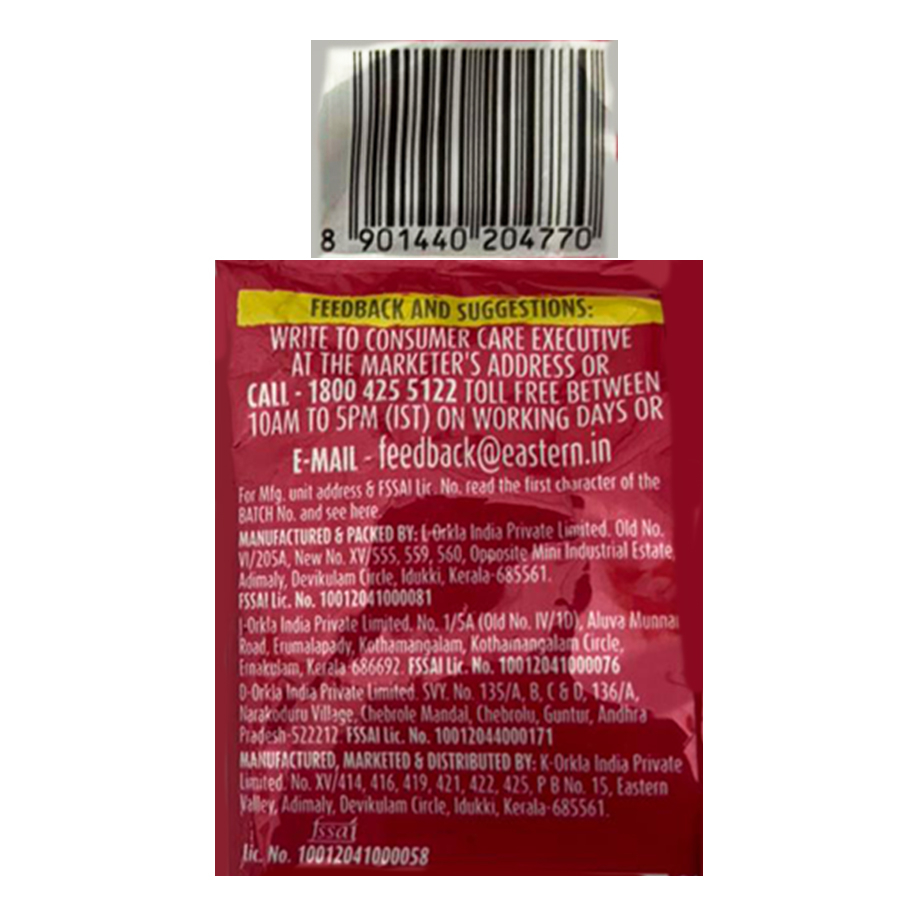 8 901440 204770
FEEDBACK AND SUGGESTIONS:
WRITE TO CONSUMER CARE EXECUTIVE
AT THE MARKETER'S ADDRESS OR
CALL - 1800 425 5122 TOLL FREE BETWEEN
10AM TO 5PM (IST) ON WORKING DAYS OR
E-MAIL - feedback@eastern.in
For Mfg. unit address & FSSAI Lic. No. read the first character of the
BATCH No. and see here.
MANUFACTURED & PACKED BY: L-Orkla India Private Limited. Old No.
VI/205A, New No. XV/555, 559, 560, Opposite Mini Industrial Estate,
Adimaly, Devikulam Circle, Idukki, Kerala-685561.
FSSAI Lic. No. 10012041000081
J-Orkla India Private Limited. No. 1/5A (Old No. IV/1D), Aluva Munnar
Road, Erumalapady, Kothamangalam, Kothamangalam Circle,
Ernakulam, Kerala-686692. FSSAI Lic. No. 10012041000076
D-Orkla India Private Limited. SVY. No. 135/A, B, C & D, 136/A,
Narakoduru Village, Chebrole Mandal, Chebrolu, Guntur, Andhra
Pradesh-522212. FSSAI Lic. No. 10012044000171
MANUFACTURED, MARKETED & DISTRIBUTED BY: K-Orkla India Private
Limited. No. XV/414, 416, 419, 421, 422, 425, P B No. 15, Eastern
Valley, Adimaly, Devikulam Circle, Idukki, Kerala-685561.
fssai
Lic. No. 10012041000058